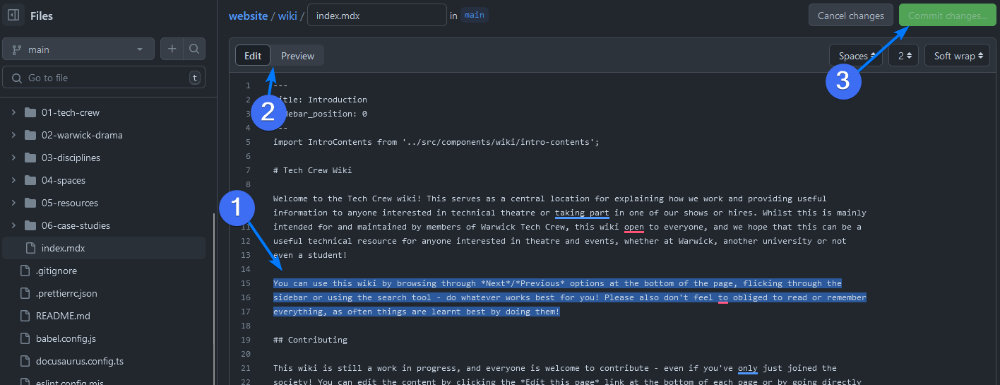 Files
website / wiki / index.mdx in main
Cancel changes Commit changes...
main
Go to file t
Edit Preview
Spaces 2 Soft wrap
01-tech-crew
02-warwick-drama
03-disciplines
04-spaces
05-resources
06-case-studies
index.mdx
.gitignore
.prettierrc.json
README.md
babel.config.js
docusaurus.config.ts
eslint.config.mjs
1
2
3
1 ---
2 title: Introduction
3 sidebar_position: 0
4 ---
5 import IntroContents from '../src/components/wiki/intro-contents';
6
7 # Tech Crew Wiki
8
9 Welcome to the Tech Crew wiki! This serves as a central location for explaining how we work and providing useful
10 information to anyone interested in technical theatre or taking part in one of our shows or hires. Whilst this is mainly
11 intended for and maintained by members of Warwick Tech Crew, this wiki open to everyone, and we hope that this can be a
12 useful technical resource for anyone interested in theatre and events, whether at Warwick, another university or not
13 even a student!
14
15 You can use this wiki by browsing through *Next*/*Previous* options at the bottom of the page, flicking through the
16 sidebar or using the search tool - do whatever works best for you! Please also don't feel to obliged to read or remember
17 everything, as often things are learnt best by doing them!
18
19 ## Contributing
20
21 This wiki is still a work in progress, and everyone is welcome to contribute - even if you've only just joined the
22 society! You can edit the content by clicking the *Edit this page* link at the bottom of each page or by going directly